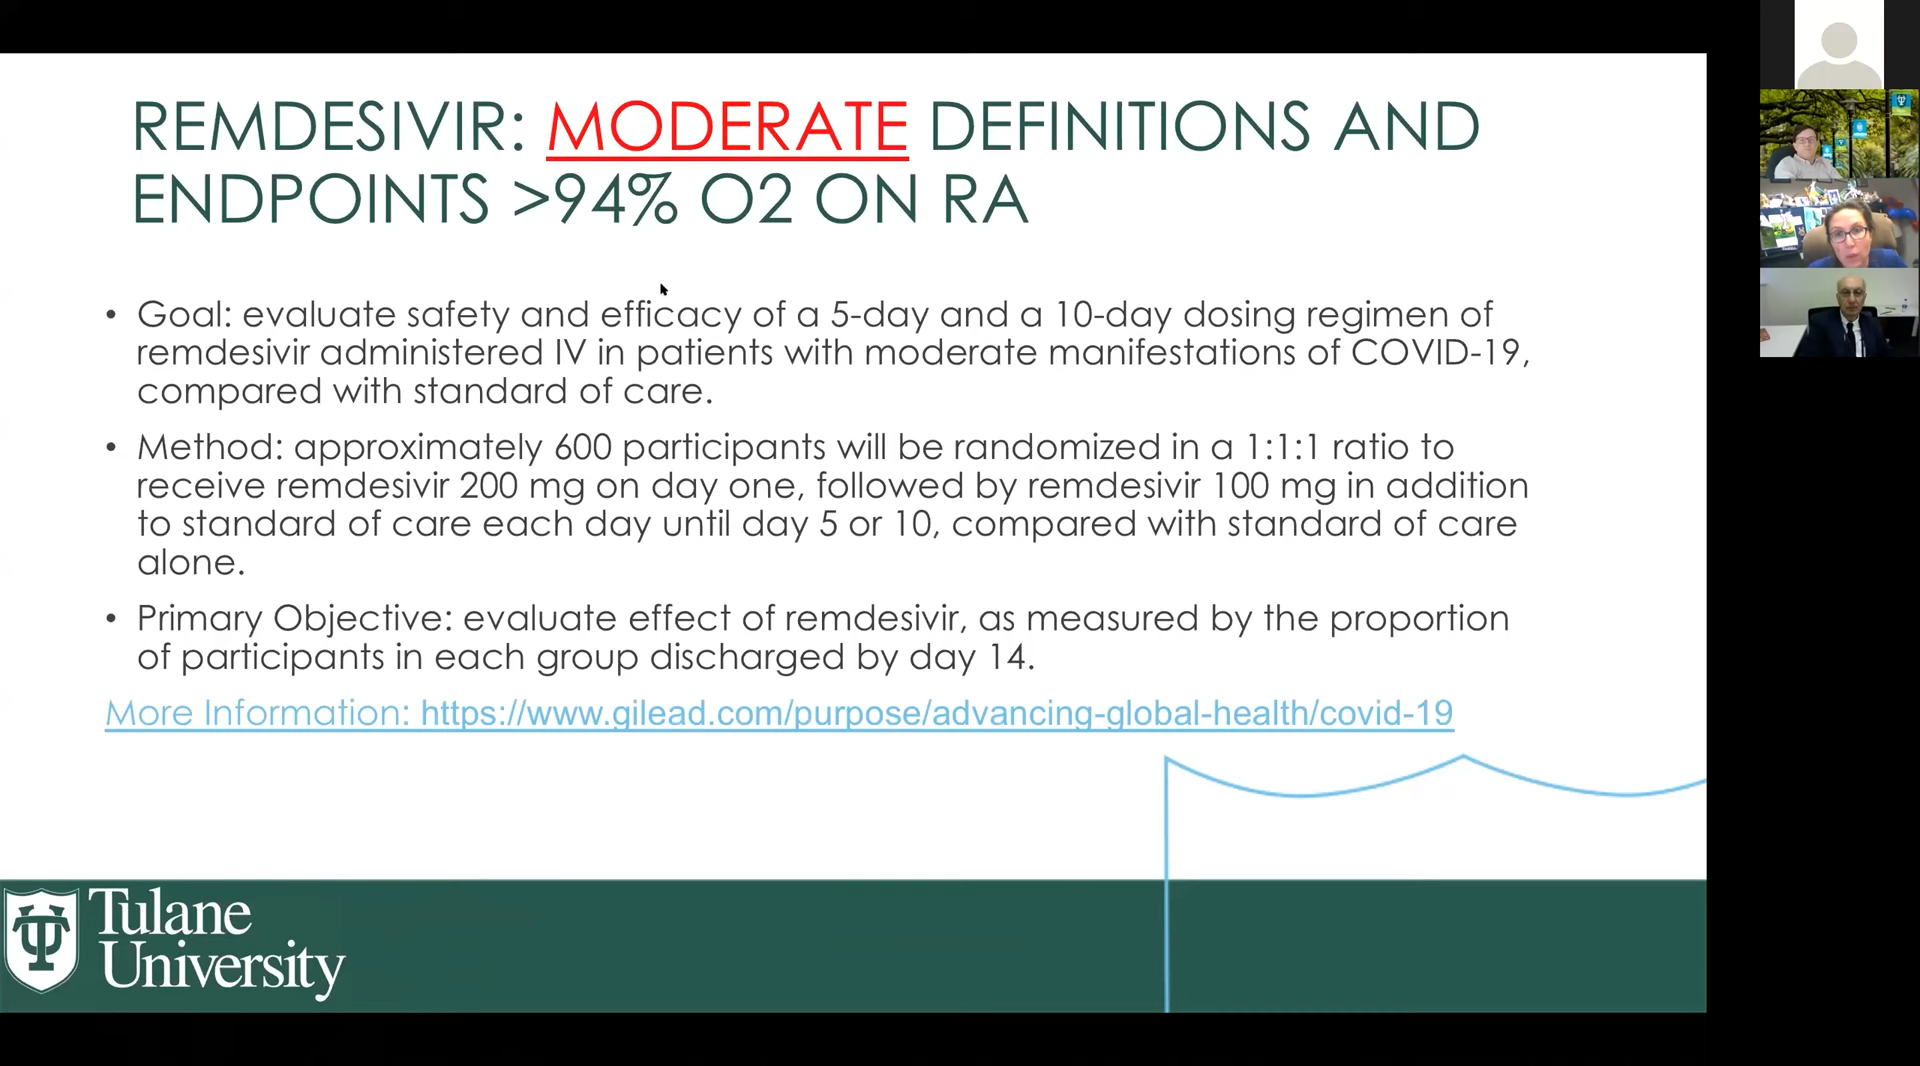 REMDESIVIR: MODERATE DEFINITIONS AND
ENDPOINTS >94% O2 ON RA
• Goal: evaluate safety and efficacy of a 5-day and a 10-day dosing regimen of
remdesivir administered IV in patients with moderate manifestations of COVID-19,
compared with standard of care.
• Method: approximately 600 participants will be randomized in a 1:1:1 ratio to
receive remdesivir 200 mg on day one, followed by remdesivir 100 mg in addition
to standard of care each day until day 5 or 10, compared with standard of care
alone.
• Primary Objective: evaluate effect of remdesivir, as measured by the proportion
of participants in each group discharged by day 14.
More Information: https://www.gilead.com/purpose/advancing-global-health/covid-19
Tulane
University